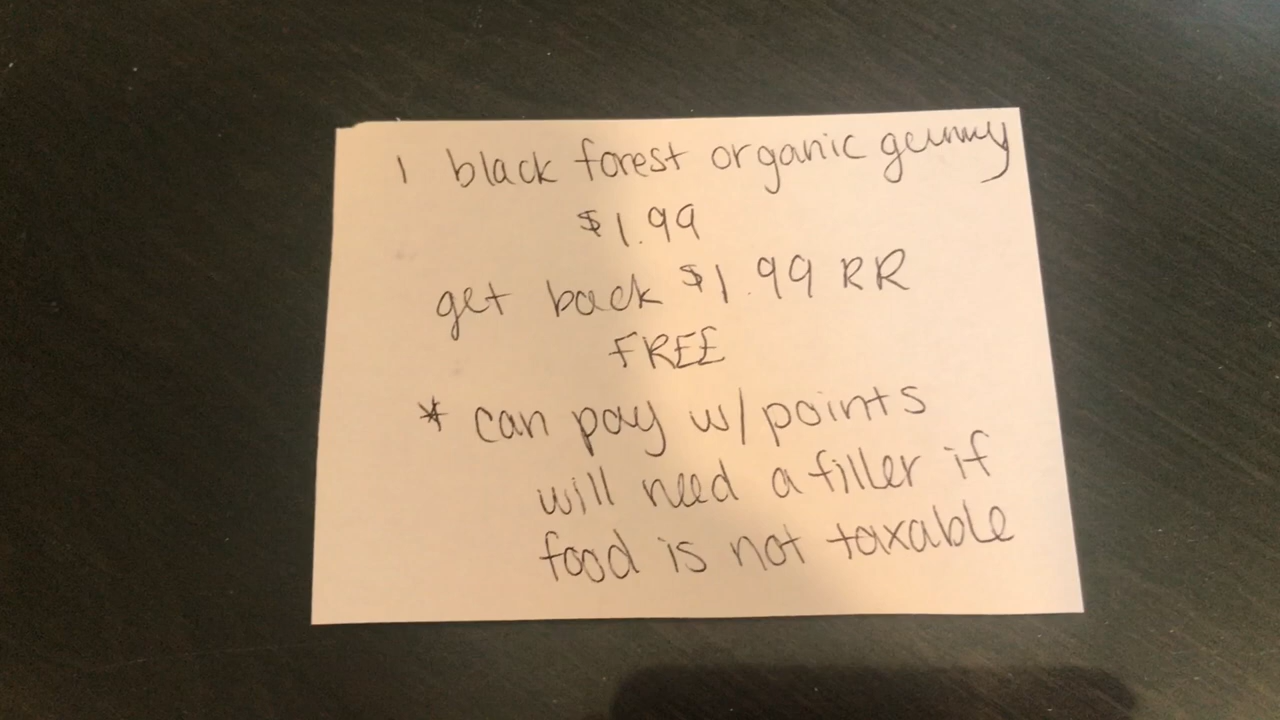 1 black forest organic gummy
$1.99
get back $1.99 RR
FREE
* can pay w/points
will need a filler if
food is not taxable